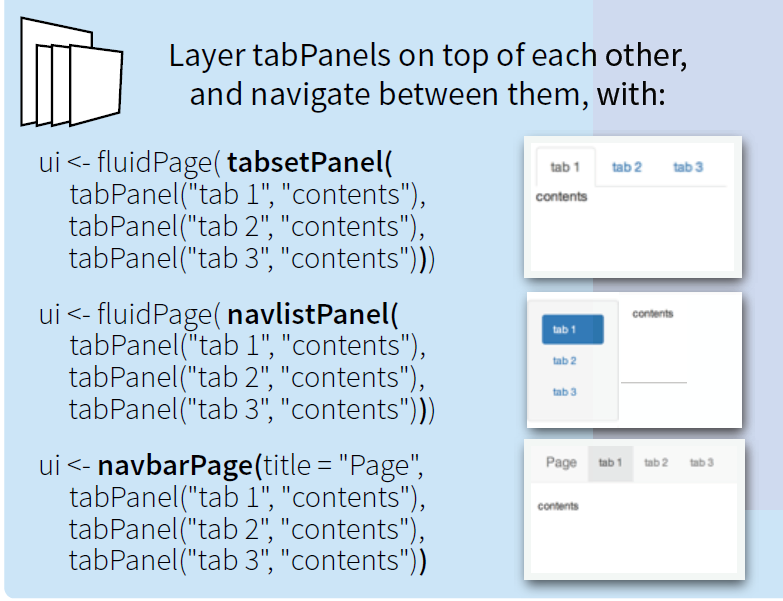 Layer tabPanels on top of each other,
and navigate between them, with:
ui <- fluidPage( tabsetPanel(
tabPanel("tab 1", "contents"),
tabPanel("tab 2", "contents"),
tabPanel("tab 3", "contents")))
tab 1 tab 2 tab 3
contents
ui <- fluidPage( navlistPanel(
tabPanel("tab 1", "contents"),
tabPanel("tab 2", "contents"),
tabPanel("tab 3", "contents")))
tab 1
tab 2
tab 3
contents
ui <- navbarPage(title = "Page",
tabPanel("tab 1", "contents"),
tabPanel("tab 2", "contents"),
tabPanel("tab 3", "contents"))
Page tab 1 tab 2 tab 3
contents